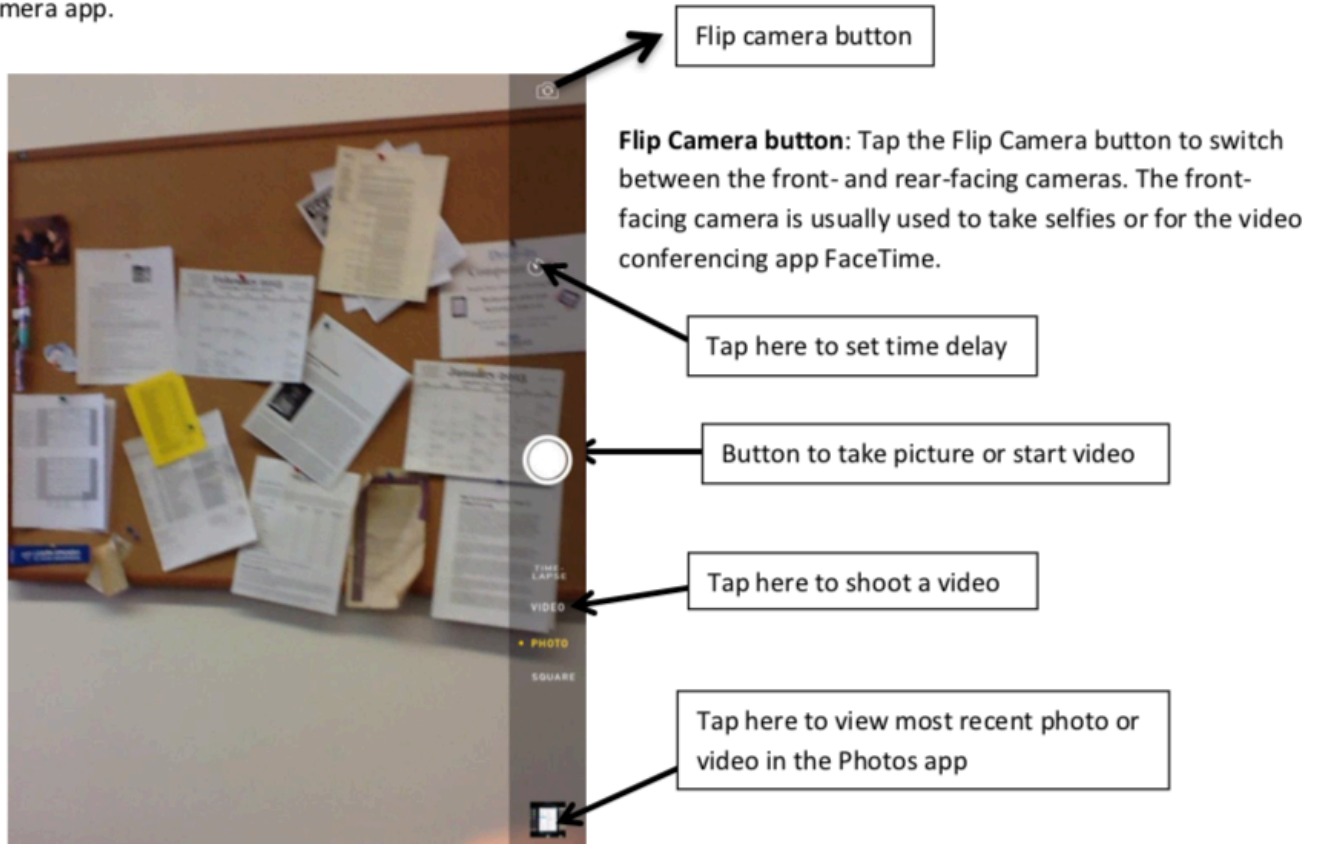 mera app.
Flip camera button
Flip Camera button: Tap the Flip Camera button to switch
between the front- and rear-facing cameras. The front-
facing camera is usually used to take selfies or for the video
conferencing app FaceTime.
Tap here to set time delay
Button to take picture or start video
January 2015
TIME-
LAPSE
VIDEO
Tap here to shoot a video
PHOTO
SQUARE
Tap here to view most recent photo or
video in the Photos app